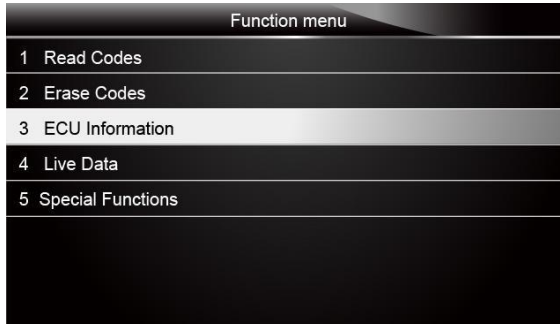 Function menu
1 Read Codes
2 Erase Codes
3 ECU Information
4 Live Data
5 Special Functions